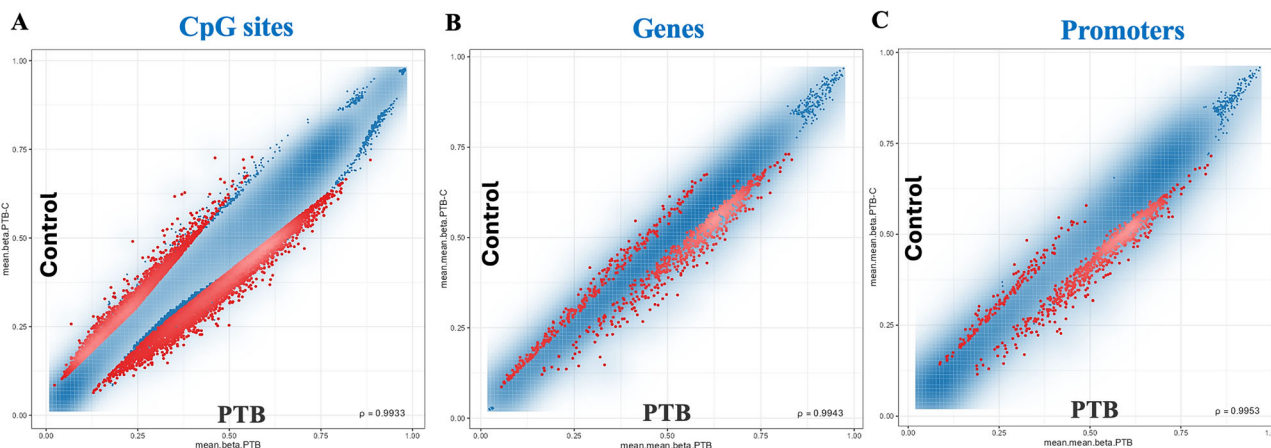 A
CpG sites
1.00
0.75
0.50
0.25
0.00
Control
mean.beta.PTB-C
PTB
ρ = 0.9933
0.00
0.25
0.50
0.75
1.00
mean.beta.PTB
B
Genes
1.00
0.75
0.50
0.25
0.00
Control
mean.mean.beta.PTB-C
PTB
ρ = 0.9943
0.00
0.25
0.50
0.75
1.00
mean.mean.beta.PTB
C
Promoters
1.00
0.75
0.50
0.25
0.00
Control
mean.mean.beta.PTB-C
PTB
ρ = 0.9953
0.00
0.25
0.50
0.75
1.
mean.mean.beta.PTB